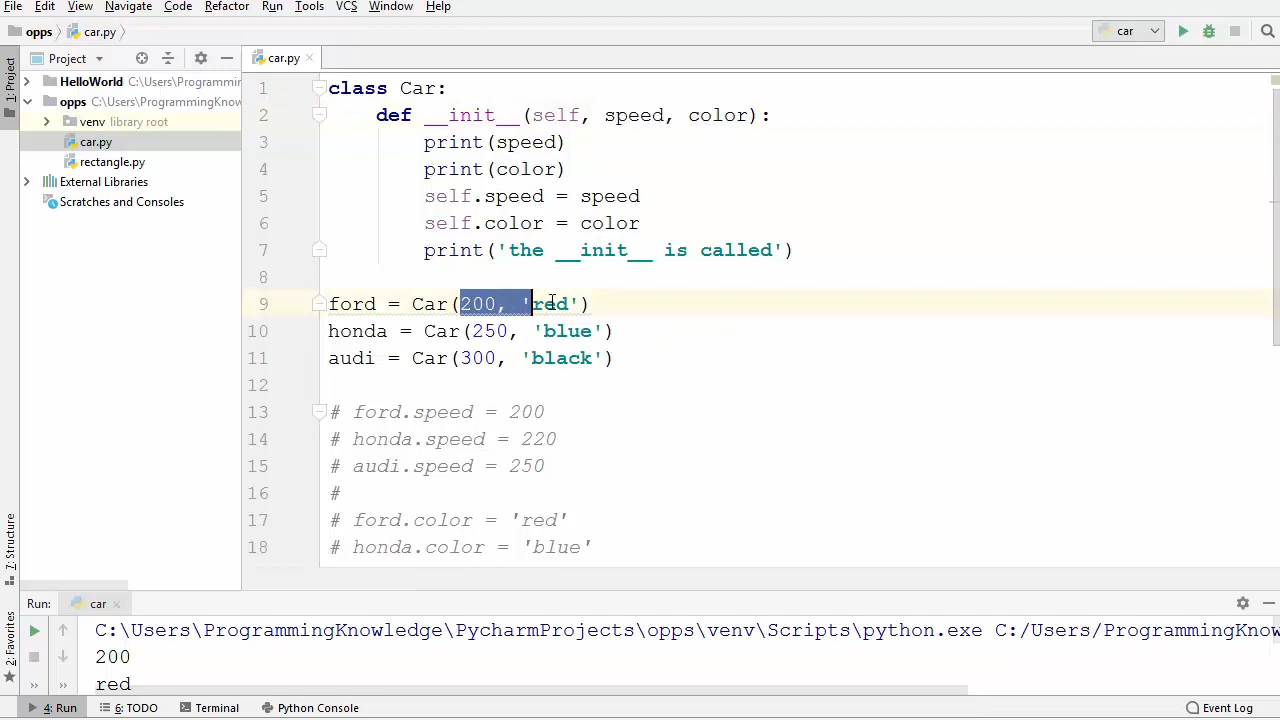 File Edit View Navigate Code Refactor Run Tools VCS Window Help
opps car.py car
Project car.py
1: Project
HelloWorld C:\Users\Programmin
opps C:\Users\ProgrammingKnow
venv library root
car.py
rectangle.py
External Libraries
Scratches and Consoles
1 class Car:
2 def __init__(self, speed, color):
3 print(speed)
4 print(color)
5 self.speed = speed
6 self.color = color
7 print('the __init__ is called')
8
9 ford = Car(200, 'red')
10 honda = Car(250, 'blue')
11 audi = Car(300, 'black')
12
13 # ford.speed = 200
14 # honda.speed = 220
15 # audi.speed = 250
16 #
17 # ford.color = 'red'
18 # honda.color = 'blue'
7: Structure
2: Favorites
Run: car
C:\Users\ProgrammingKnowledge\PycharmProjects\opps\venv\Scripts\python.exe C:/Users/ProgrammingKnow
200
red
4: Run 6: TODO Terminal Python Console Event Log